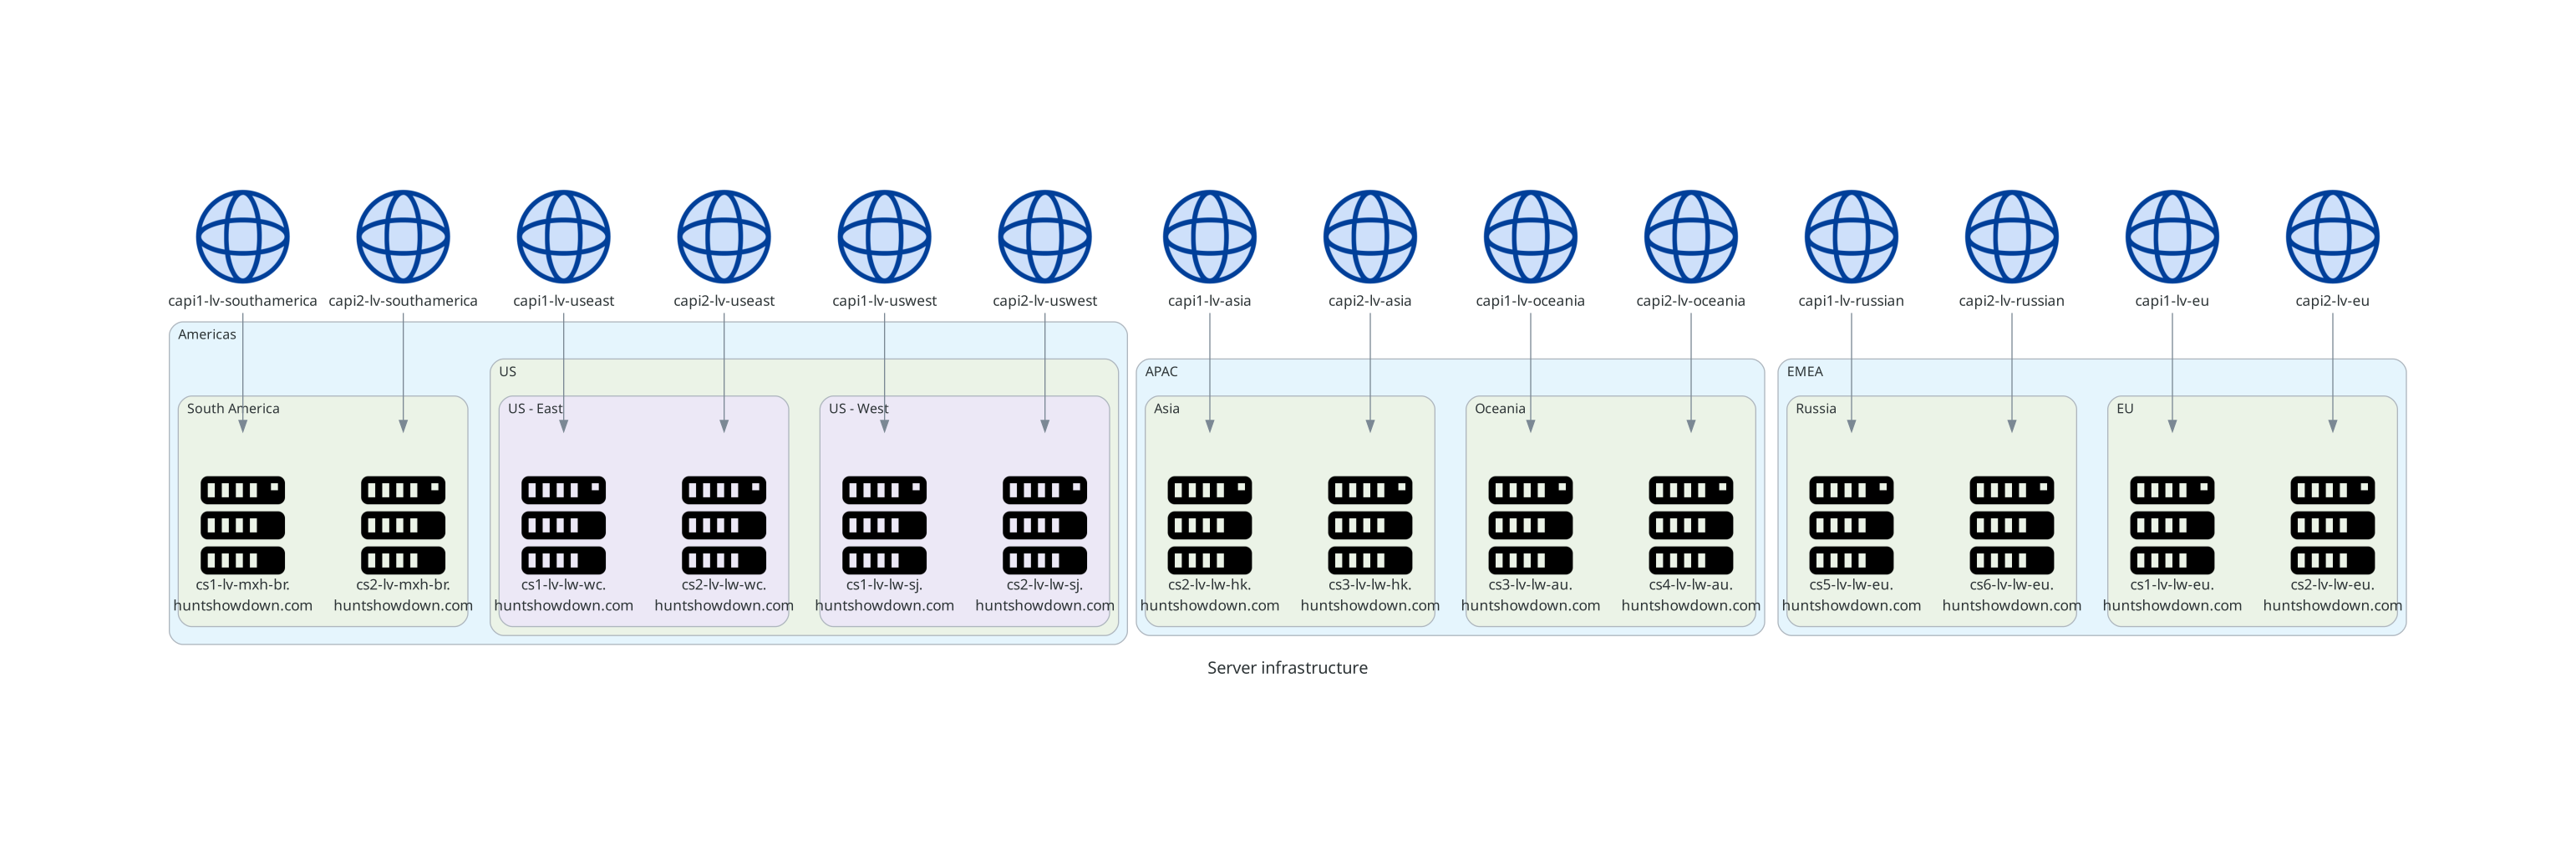 capi1-lv-southamerica
capi2-lv-southamerica
capi1-lv-useast
capi2-lv-useast
capi1-lv-uswest
capi2-lv-uswest
capi1-lv-asia
capi2-lv-asia
capi1-lv-oceania
capi2-lv-oceania
capi1-lv-russian
capi2-lv-russian
capi1-lv-eu
capi2-lv-eu
Americas
US
APAC
EMEA
South America
US - East
US - West
Asia
Oceania
Russia
EU
cs1-lv-mxh-br.
huntshowdown.com
cs2-lv-mxh-br.
huntshowdown.com
cs1-lv-lw-wc.
huntshowdown.com
cs2-lv-lw-wc.
huntshowdown.com
cs1-lv-lw-sj.
huntshowdown.com
cs2-lv-lw-sj.
huntshowdown.com
cs2-lv-lw-hk.
huntshowdown.com
cs3-lv-lw-hk.
huntshowdown.com
cs3-lv-lw-au.
huntshowdown.com
cs4-lv-lw-au.
huntshowdown.com
cs5-lv-lw-eu.
huntshowdown.com
cs6-lv-lw-eu.
huntshowdown.com
cs1-lv-lw-eu.
huntshowdown.com
cs2-lv-lw-eu.
huntshowdown.com
Server infrastructure